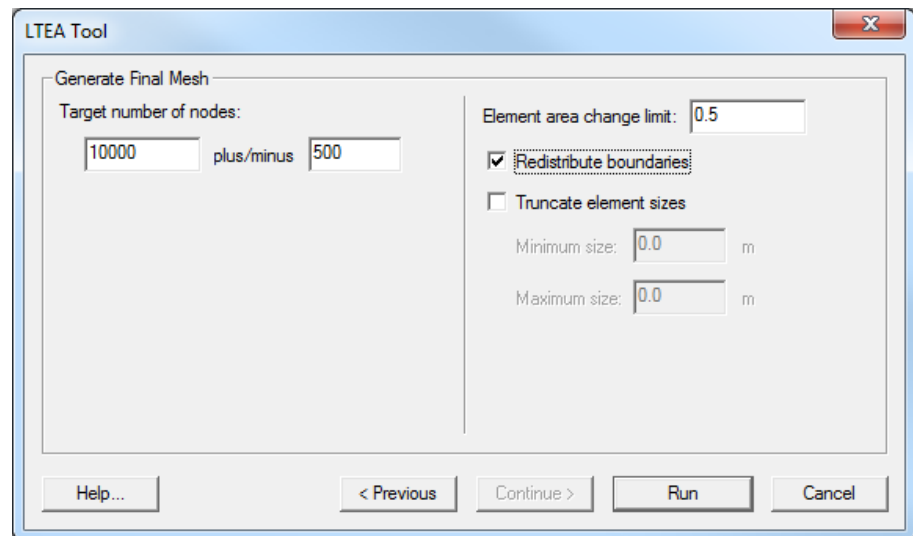 LTEA Tool
Generate Final Mesh
Target number of nodes:
10000 plus/minus 500
Element area change limit: 0.5
Redistribute boundaries
Truncate element sizes
Minimum size: 0.0 m
Maximum size: 0.0 m
Help... < Previous Continue > Run Cancel